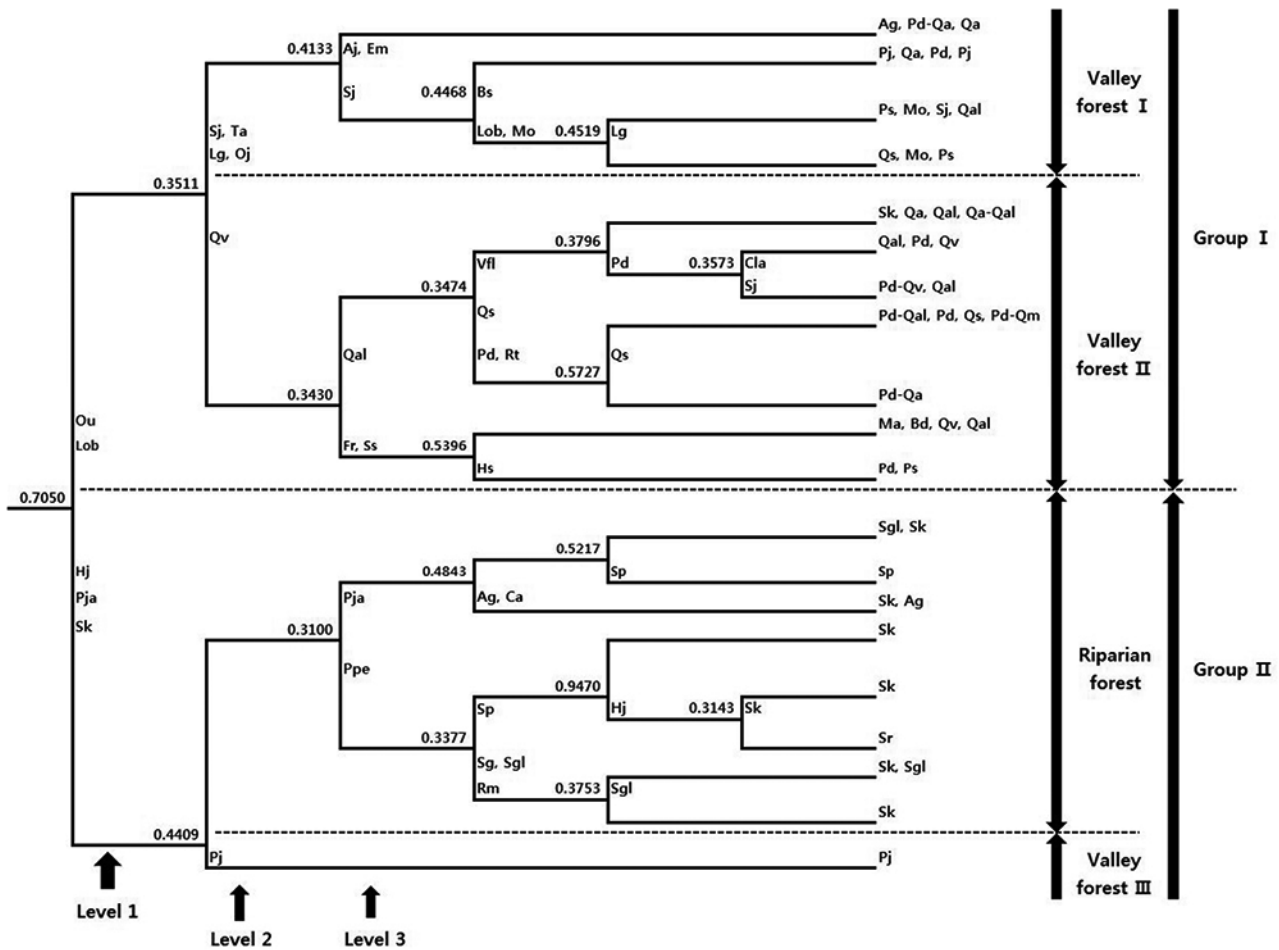 Ag, Pd-Qa, Qa
0.4133
Aj, Em
Pj, Qa, Pd, Pj
Sj
0.4468
Bs
Valley
forest Ⅰ
Ps, Mo, Sj, Qal
Sj, Ta
Lob, Mo
0.4519
Lg
Lg, Oj
Qs, Mo, Ps
0.3511
Sk, Qa, Qal, Qa-Qal
Qv
0.3796
Qal, Pd, Qv
Group Ⅰ
Vfl
Pd
0.3573
Cla
0.3474
Sj
Pd-Qv, Qal
Qs
Pd-Qal, Pd, Qs, Pd-Qm
Qal
Pd, Rt
Qs
Valley
forest Ⅱ
0.5727
0.3430
Pd-Qa
Ou
Ma, Bd, Qv, Qal
Lob
Fr, Ss
0.5396
Hs
Pd, Ps
0.7050
Sgl, Sk
0.5217
Hj
0.4843
Sp
Sp
Pja
Pja
Ag, Ca
Sk, Ag
Sk
0.3100
Sk
Ppe
Riparian
forest
Group Ⅱ
0.9470
Sk
Sp
Hj
0.3143
Sk
0.3377
Sr
Sg, Sgl
Sk, Sgl
Rm
0.3753
Sgl
Sk
0.4409
Pj
Pj
Valley
forest Ⅲ
Level 1
Level 2
Level 3